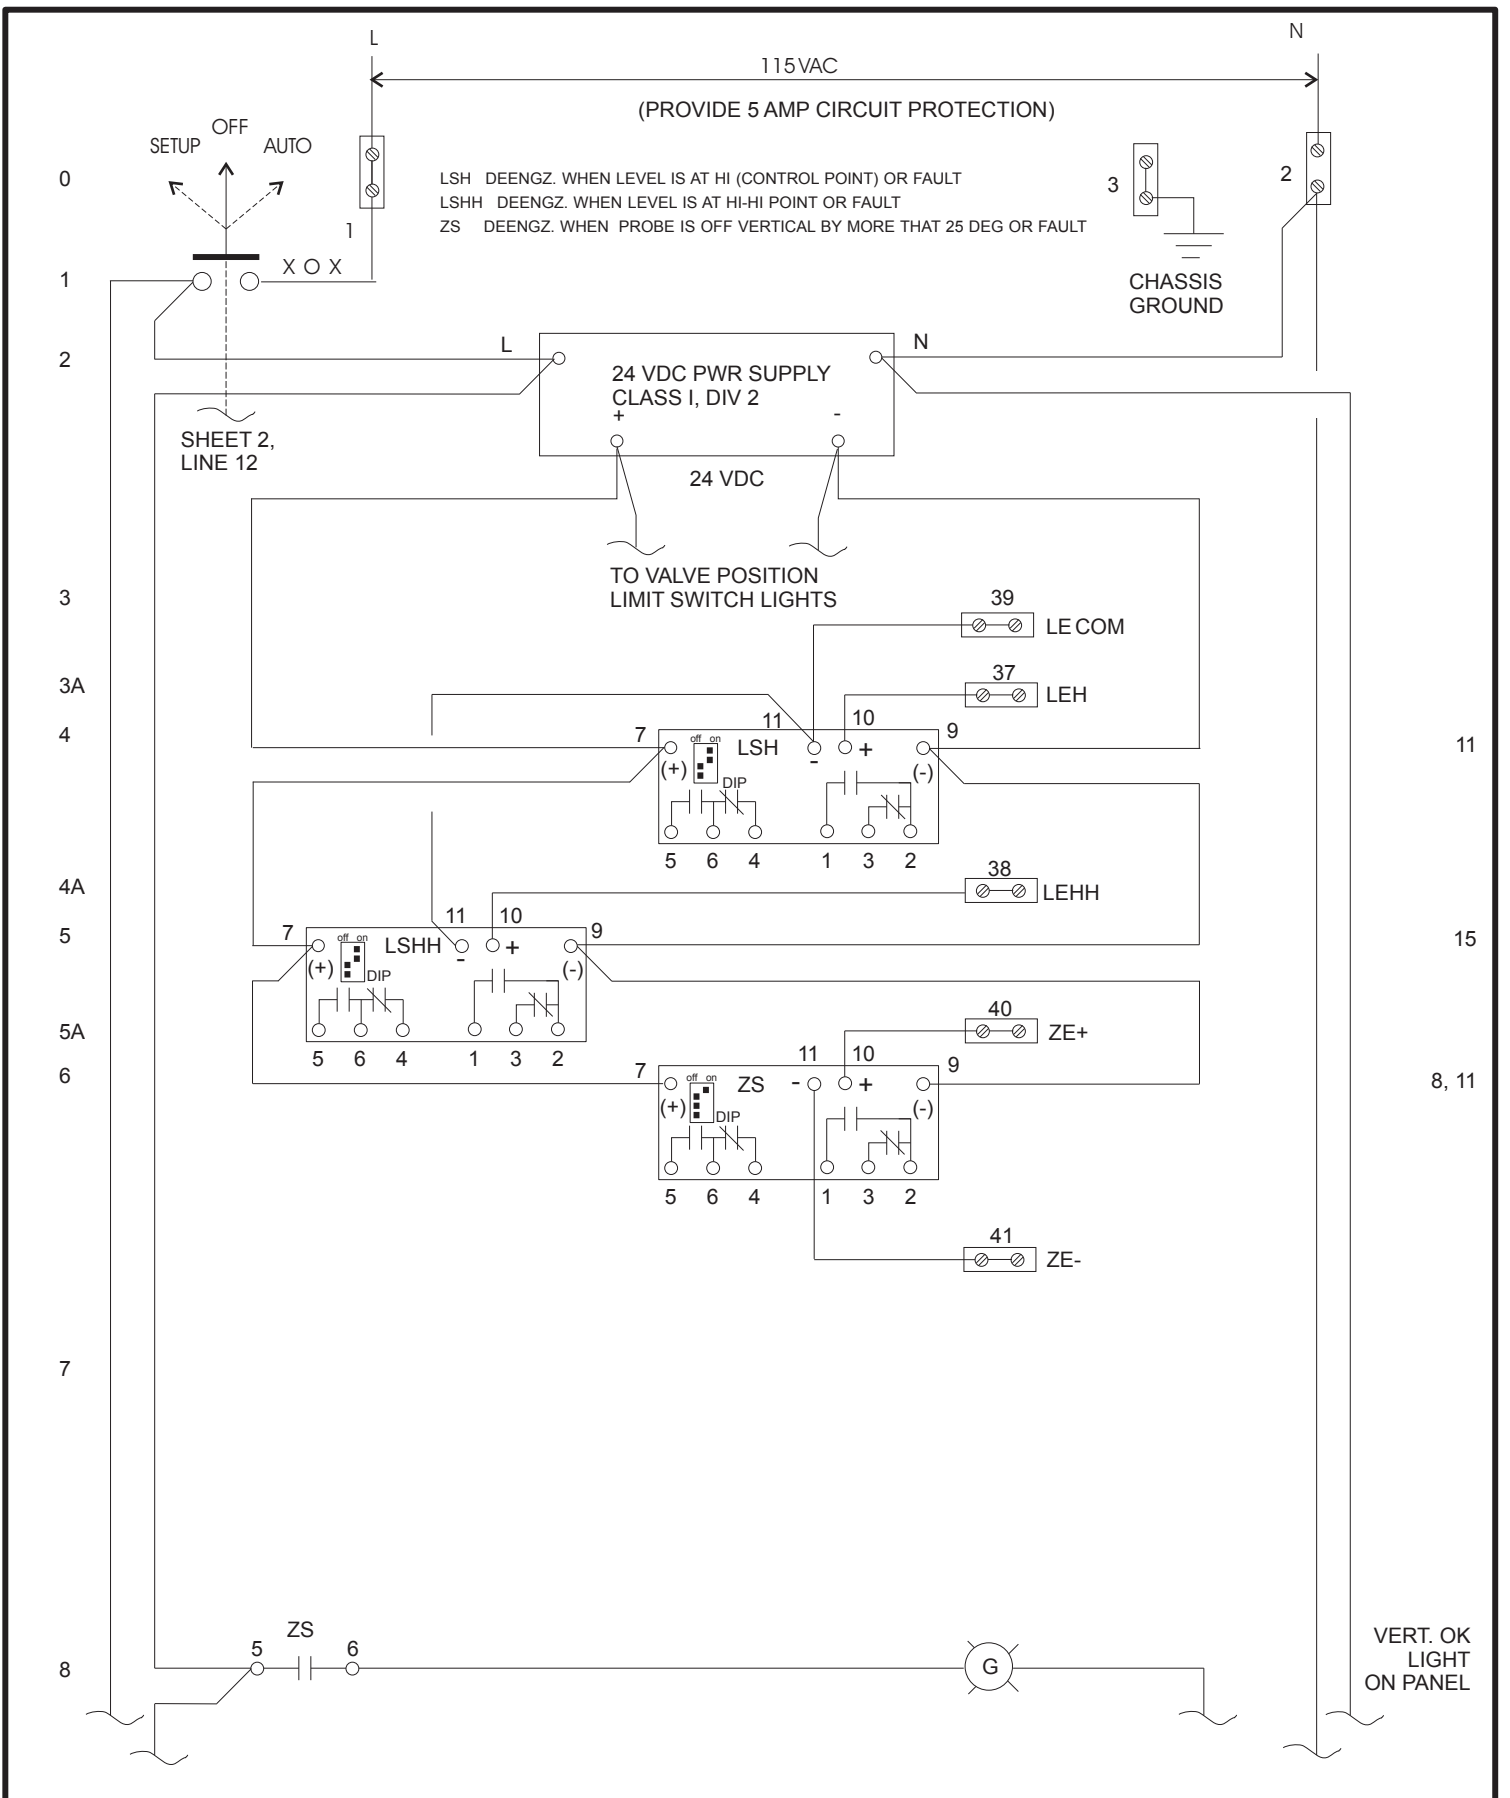 L
N
115 VAC
(PROVIDE 5 AMP CIRCUIT PROTECTION)
OFF
SETUP
AUTO
0
LSH DEENGZ. WHEN LEVEL IS AT HI (CONTROL POINT) OR FAULT
LSHH DEENGZ. WHEN LEVEL IS AT HI-HI POINT OR FAULT
ZS DEENGZ. WHEN PROBE IS OFF VERTICAL BY MORE THAT 25 DEG OR FAULT
3
2
1
1
X O X
CHASSIS
GROUND
2
L
N
24 VDC PWR SUPPLY
CLASS I, DIV 2
+
-
SHEET 2,
LINE 12
24 VDC
TO VALVE POSITION
LIMIT SWITCH LIGHTS
3
39
LE COM
3A
37
LEH
4
7
off on
LSH
11
10
9
11
(+)
-
+
(-)
DIP
5 6 4 1 3 2
4A
38
LEHH
5
7
off on
LSHH
11
10
9
15
(+)
-
+
(-)
DIP
5A
40
ZE+
5 6 4 1 3 2
6
7
off on
ZS
11
10
9
8, 11
(+)
-
+
(-)
DIP
5 6 4 1 3 2
41
ZE-
7
ZS
5
6
8
G
VERT. OK
LIGHT
ON PANEL